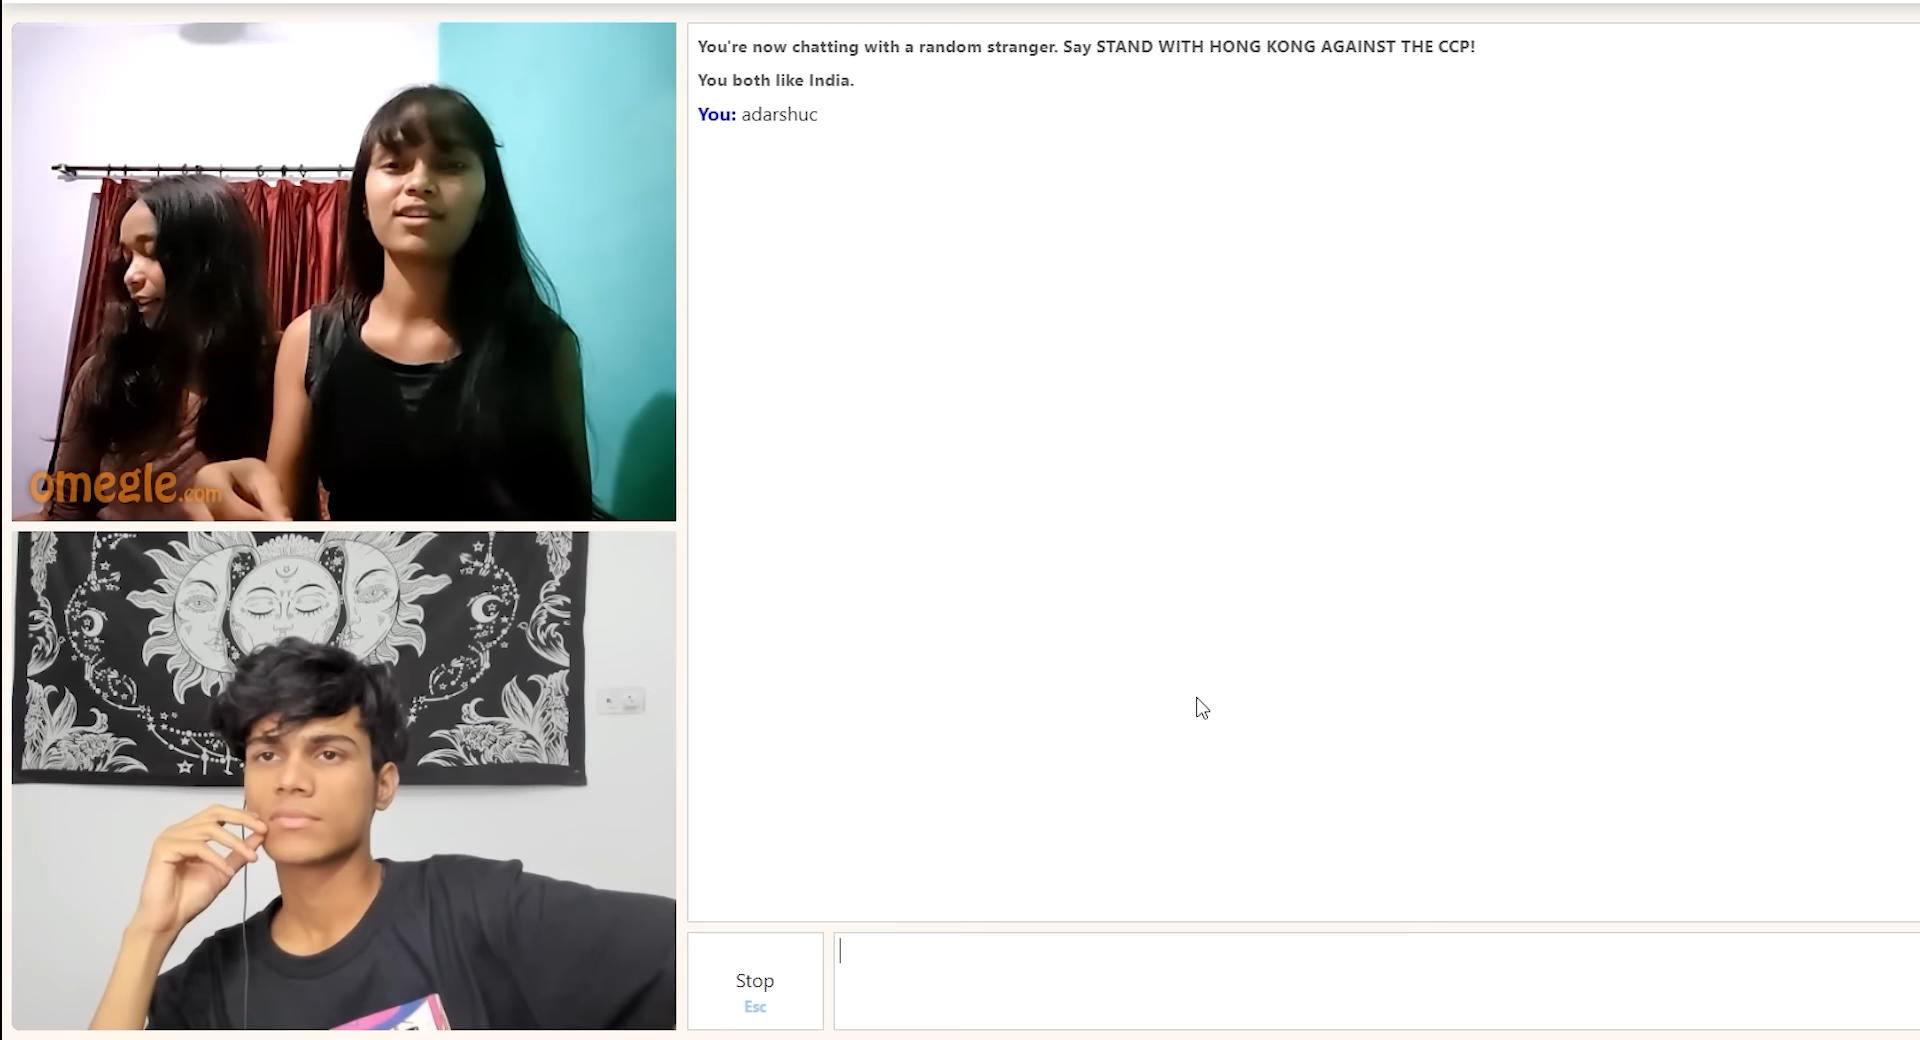 You're now chatting with a random stranger. Say STAND WITH HONG KONG AGAINST THE CCP!
You both like India.
You: adarshuc
omegle.com
Stop
Esc